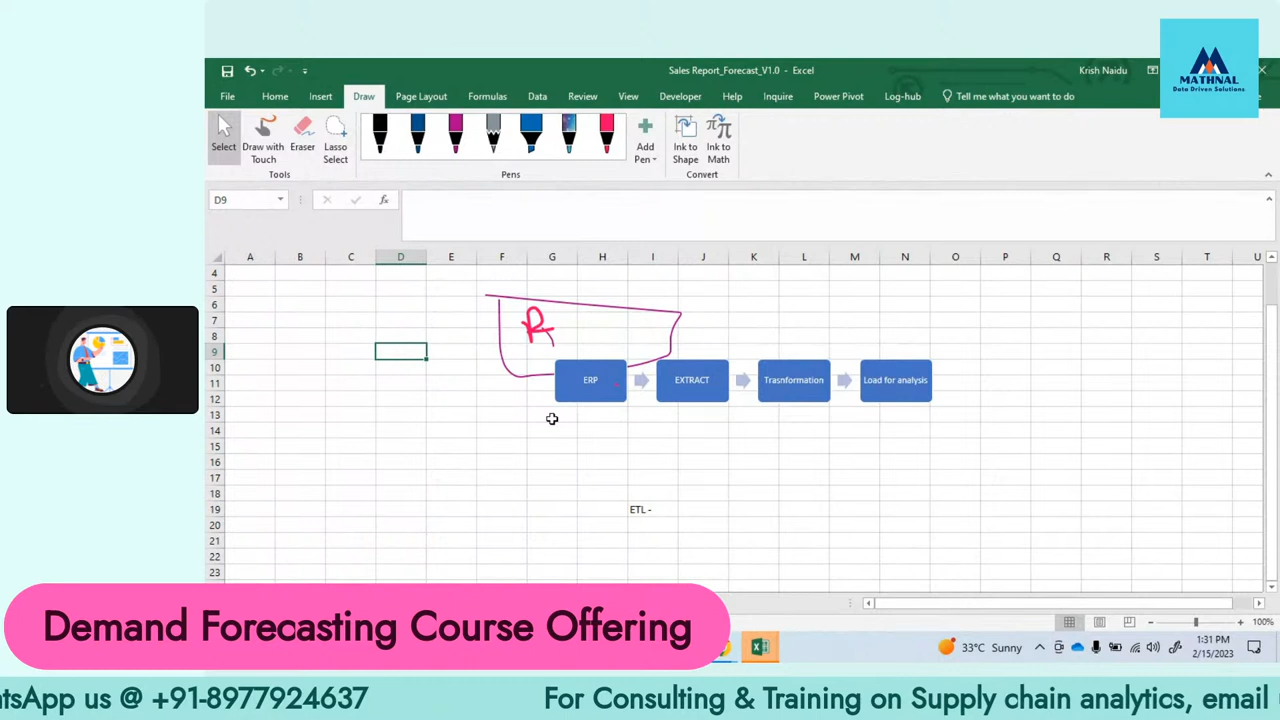 Sales Report_Forecast_V1.0 - Excel
Krish Naidu
MATHNAL
Data Driven Solutions
File Home Insert Draw Page Layout Formulas Data Review View Developer Help Inquire Power Pivot Log-hub Tell me what you want to do
Select
Draw with Touch
Eraser
Lasso Select
Add Pen
Ink to Shape
Ink to Math
Tools
Pens
Convert
D9
fx
A B C D E F G H I J K L M N O P Q R S T U
4
5
6
7
8
9
10
11
12
13
14
15
16
17
18
19
20
21
22
23
R
ERP
EXTRACT
Trasnformation
Load for analysis
ETL -
100%
33°C Sunny
1:31 PM
2/15/2023
Demand Forecasting Course Offering
WhatsApp us @ +91-8977924637
For Consulting & Training on Supply chain analytics, email